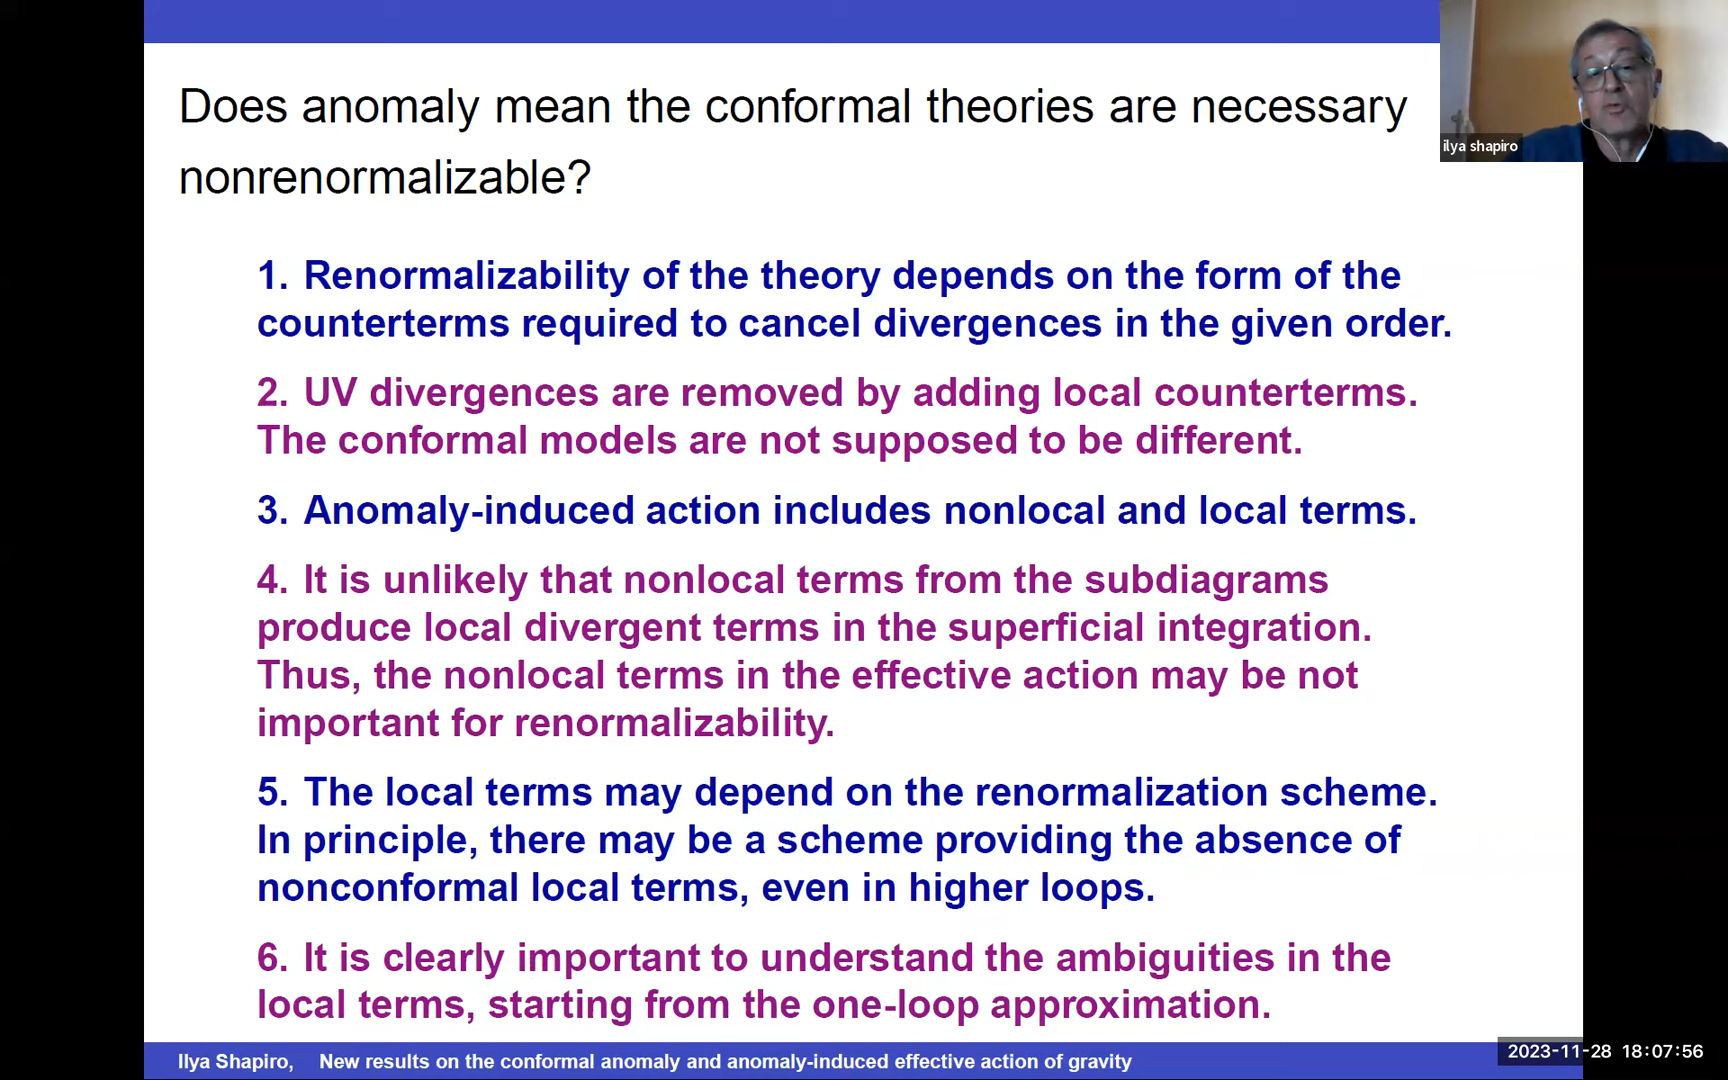 Does anomaly mean the conformal theories are necessary
nonrenormalizable?
ilya shapiro
1. Renormalizability of the theory depends on the form of the
counterterms required to cancel divergences in the given order.
2. UV divergences are removed by adding local counterterms.
The conformal models are not supposed to be different.
3. Anomaly-induced action includes nonlocal and local terms.
4. It is unlikely that nonlocal terms from the subdiagrams
produce local divergent terms in the superficial integration.
Thus, the nonlocal terms in the effective action may be not
important for renormalizability.
5. The local terms may depend on the renormalization scheme.
In principle, there may be a scheme providing the absence of
nonconformal local terms, even in higher loops.
6. It is clearly important to understand the ambiguities in the
local terms, starting from the one-loop approximation.
Ilya Shapiro, New results on the conformal anomaly and anomaly-induced effective action of gravity
2023-11-28 18:07:56